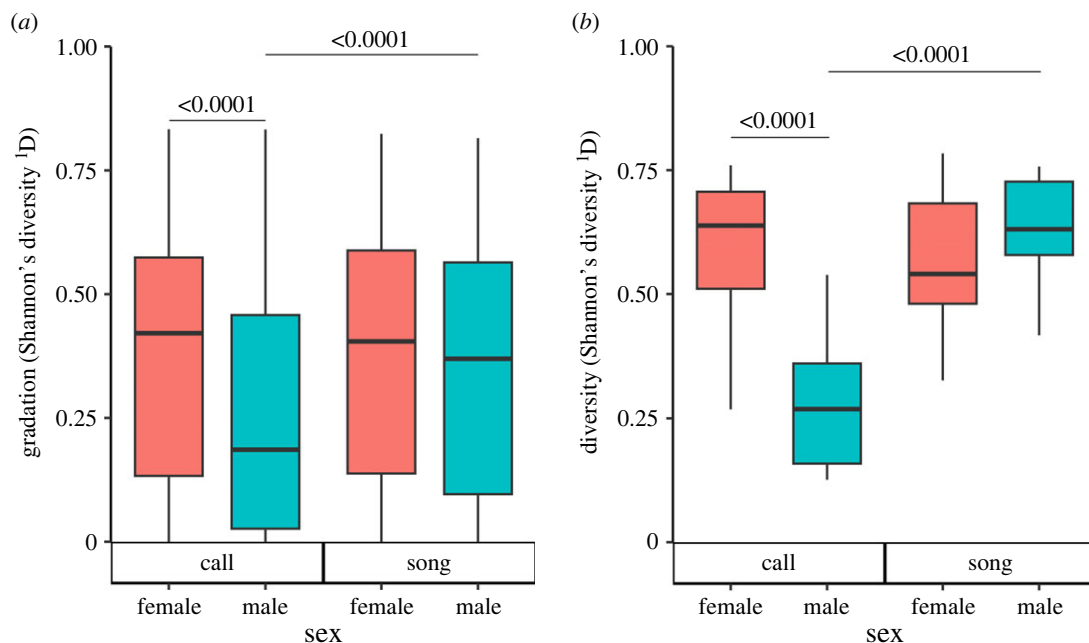 (a)
gradation (Shannon's diversity ¹D)
1.00
0.75
0.50
0.25
0
<0.0001
<0.0001
call song
female male female male
sex
(b)
diversity (Shannon's diversity ¹D)
1.00
0.75
0.50
0.25
0
<0.0001
<0.0001
call song
female male female male
sex